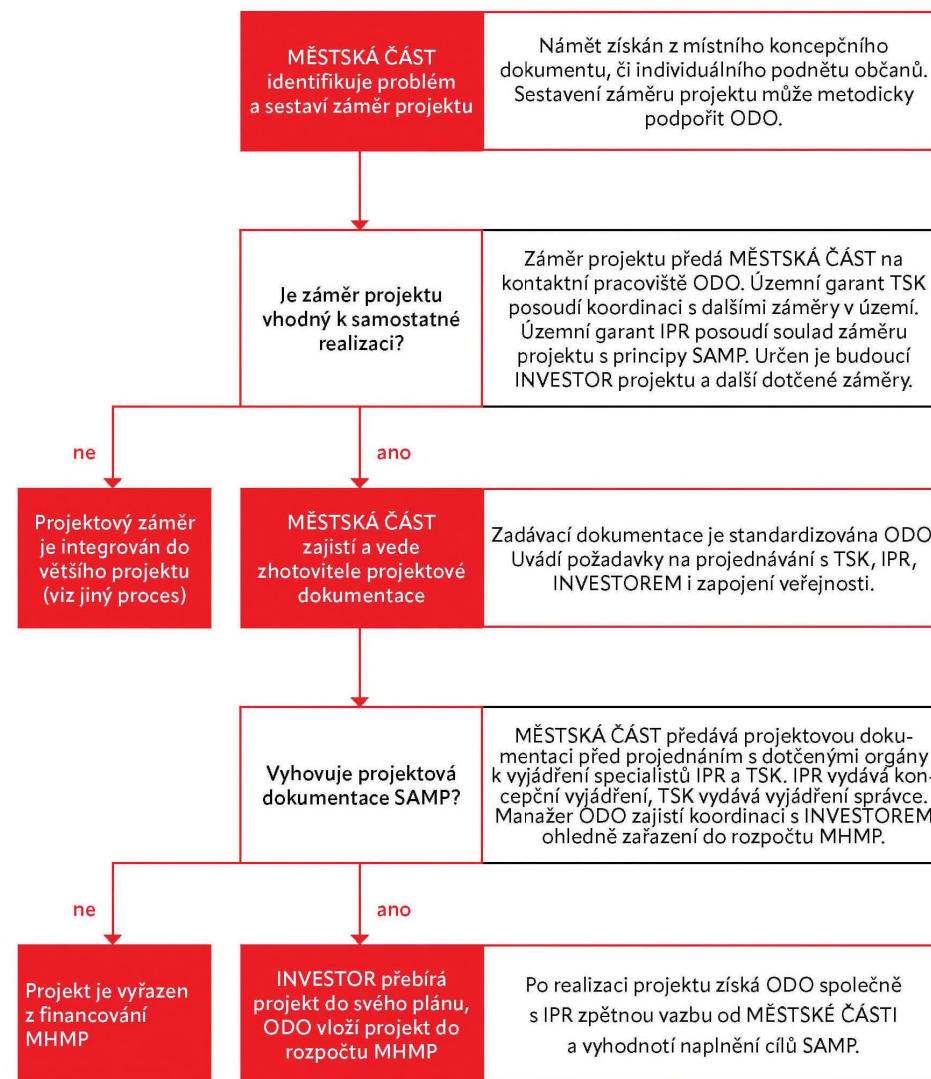 MĚSTSKÁ ČÁST
identifikuje problém
a sestaví záměr projektu
Námět získán z místního koncepčního
dokumentu, či individuálního podnětu občanů.
Sestavení záměru projektu může metodicky
podpořit ODO.
Je záměr projektu
vhodný k samostatné
realizaci?
Záměr projektu předá MĚSTSKÁ ČÁST na
kontaktní pracoviště ODO. Územní garant TSK
posoudí koordinaci s dalšími záměry v území.
Územní garant IPR posoudí soulad záměru
projektu s principy SAMP. Určen je budoucí
INVESTOR projektu a další dotčené záměry.
ne
ano
Projektový záměr
je integrován do
většího projektu
(viz jiný proces)
MĚSTSKÁ ČÁST
zajistí a vede
zhotovitele projektové
dokumentace
Zadávací dokumentace je standardizována ODO
Uvádí požadavky na projednávání s TSK, IPR,
INVESTOREM i zapojení veřejnosti.
Vyhovuje projektová
dokumentace SAMP?
MĚSTSKÁ ČÁST předává projektovou doku-
mentaci před projednáním s dotčenými orgány
k vyjádření specialistů IPR a TSK. IPR vydává kon-
cepční vyjádření, TSK vydává vyjádření správce.
Manažer ODO zajistí koordinaci s INVESTOREM
ohledně zařazení do rozpočtu MHMP.
ne
ano
Projekt je vyřazen
z financování
MHMP
INVESTOR přebírá
projekt do svého plánu,
ODO vloží projekt do
rozpočtu MHMP
Po realizaci projektu získá ODO společně
s IPR zpětnou vazbu od MĚSTSKÉ ČÁSTI
a vyhodnotí naplnění cílů SAMP.